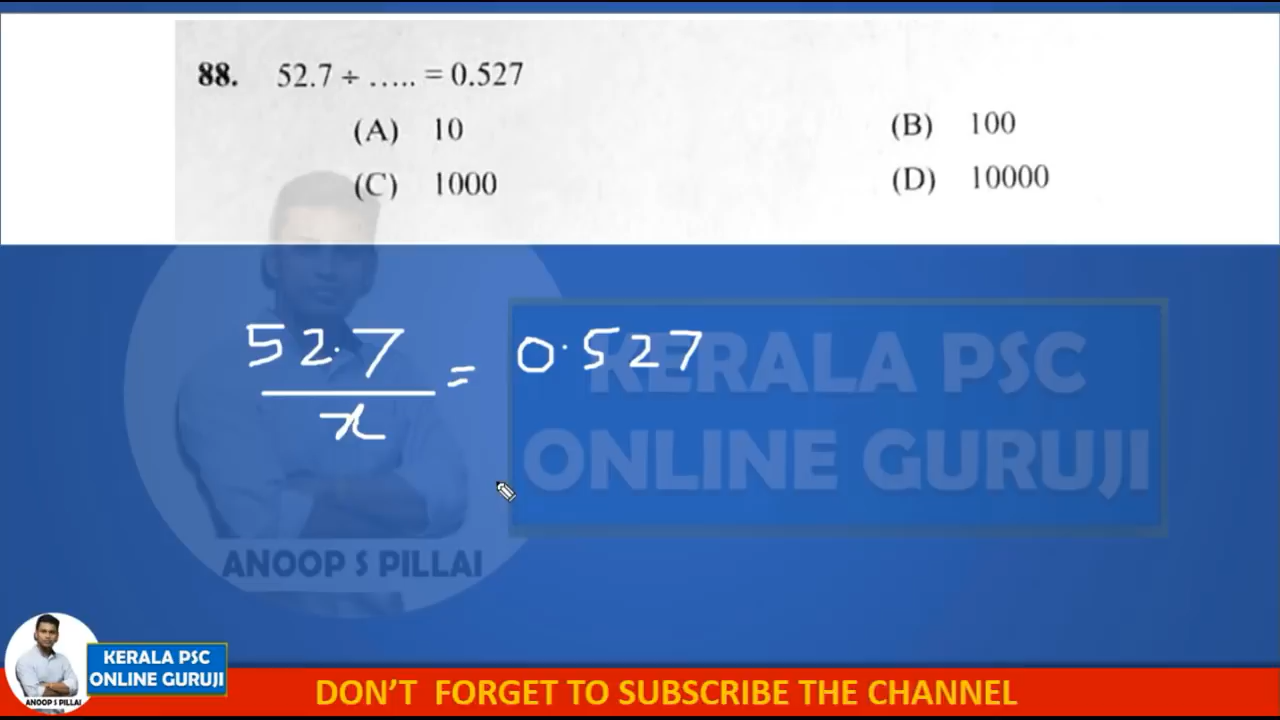 88. 52.7 ÷ ..... = 0.527
(A) 10 (B) 100
(C) 1000 (D) 10000
52.7 / x = 0.527
KERALA PSC
ONLINE GURUJI
ANOOP S PILLAI
KERALA PSC
ONLINE GURUJI
ANOOP S PILLAI
DON'T FORGET TO SUBSCRIBE THE CHANNEL